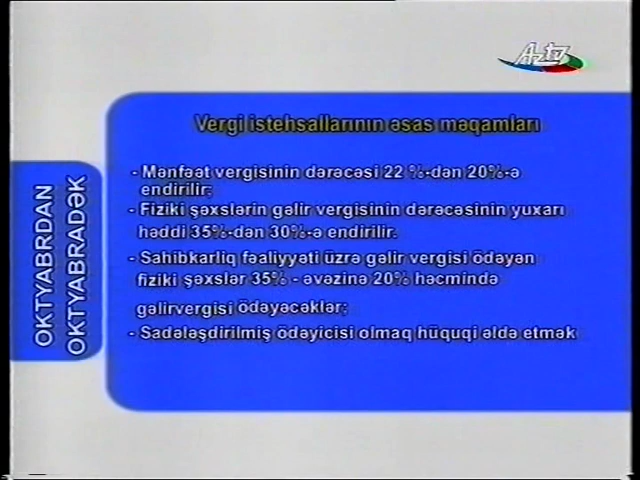 Aztv
Vergi istehsallarının əsas məqamları
- Mənfəət vergisinin dərəcəsi 22 %-dən 20%-ə
endirilir;
- Fiziki şəxslərin gəlir vergisinin dərəcəsinin yuxarı
həddi 35%-dən 30%-ə endirilir.
- Sahibkarliq fəaliyyəti üzrə gəlir vergisi ödəyən
fiziki şəxslər 35% - əvəzinə 20% həcmində
gəlirvergisi ödəyəcəklər;
- Sadələşdirilmiş ödəyicisi olmaq hüquqi əldə etmək
OKTYABRDAN
OKTYABRADƏK